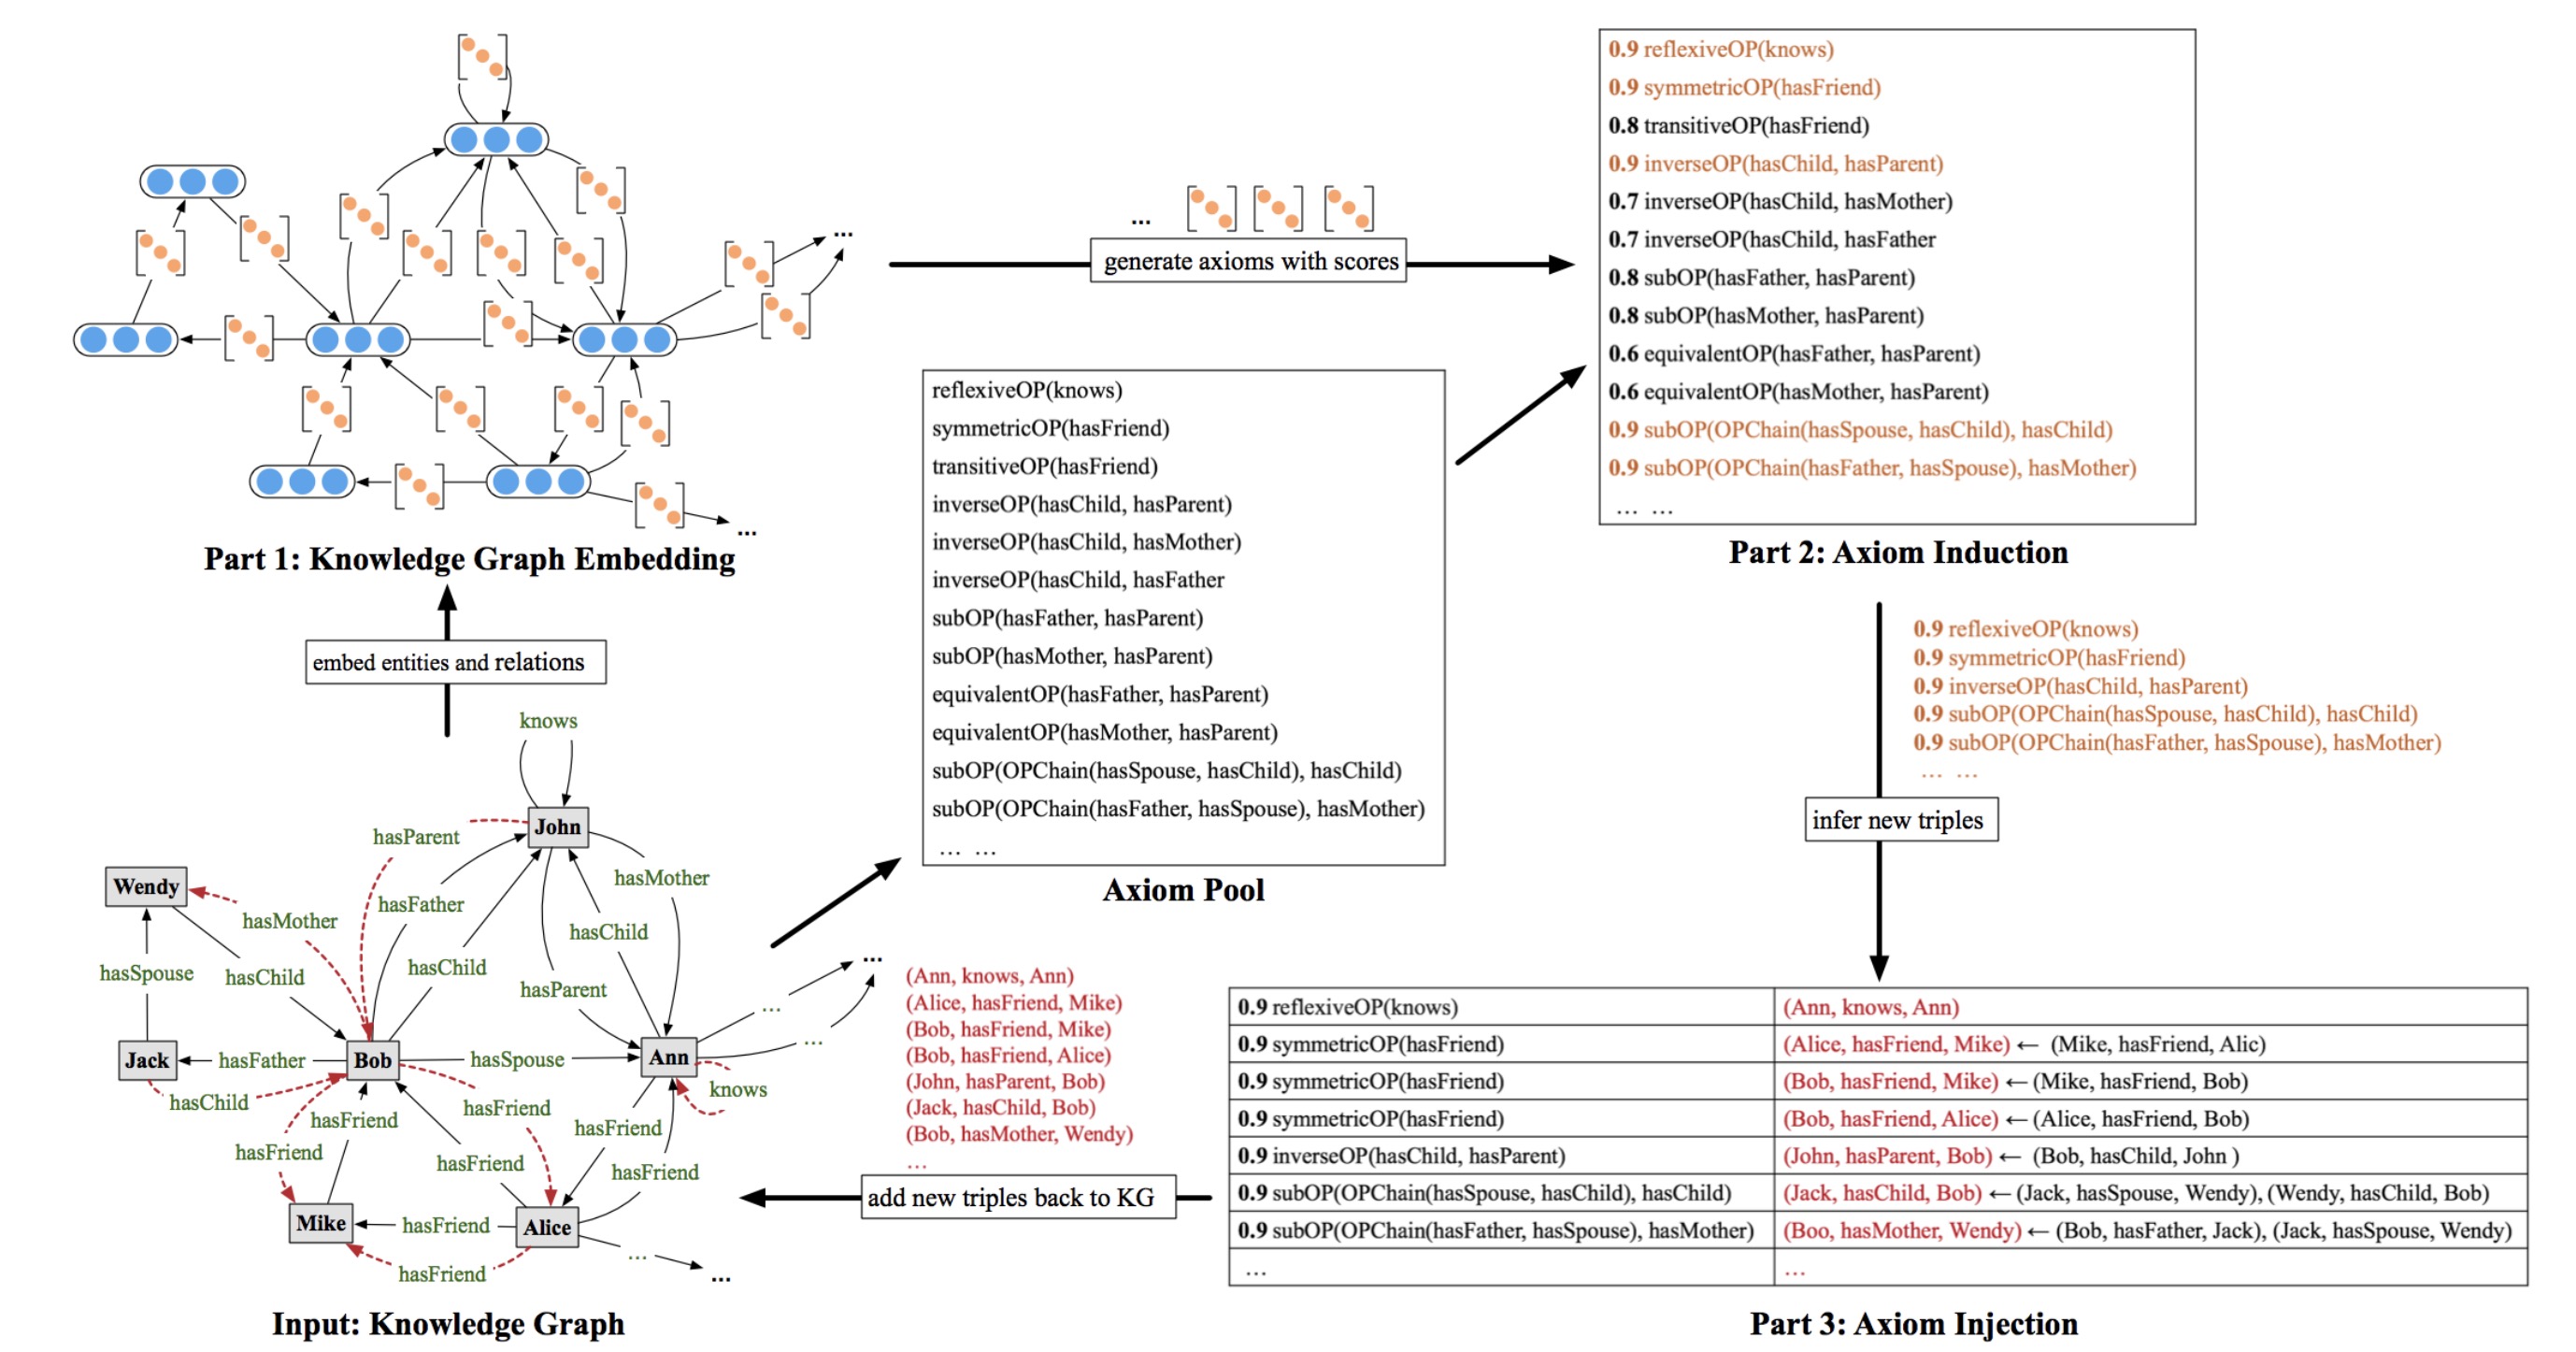 ...
generate axioms with scores
...
...
Part 1: Knowledge Graph Embedding
0.9 reflexiveOP(knows)
0.9 symmetricOP(hasFriend)
0.8 transitiveOP(hasFriend)
0.9 inverseOP(hasChild, hasParent)
0.7 inverseOP(hasChild, hasMother)
0.7 inverseOP(hasChild, hasFather
0.8 subOP(hasFather, hasParent)
0.8 subOP(hasMother, hasParent)
0.6 equivalentOP(hasFather, hasParent)
0.6 equivalentOP(hasMother, hasParent)
0.9 subOP(OPChain(hasSpouse, hasChild), hasChild)
0.9 subOP(OPChain(hasFather, hasSpouse), hasMother)
... ...
Part 2: Axiom Induction
reflexiveOP(knows)
symmetricOP(hasFriend)
transitiveOP(hasFriend)
inverseOP(hasChild, hasParent)
inverseOP(hasChild, hasMother)
inverseOP(hasChild, hasFather
subOP(hasFather, hasParent)
subOP(hasMother, hasParent)
equivalentOP(hasFather, hasParent)
equivalentOP(hasMother, hasParent)
subOP(OPChain(hasSpouse, hasChild), hasChild)
subOP(OPChain(hasFather, hasSpouse), hasMother)
... ...
Axiom Pool
embed entities and relations
0.9 reflexiveOP(knows)
0.9 symmetricOP(hasFriend)
0.9 inverseOP(hasChild, hasParent)
0.9 subOP(OPChain(hasSpouse, hasChild), hasChild)
0.9 subOP(OPChain(hasFather, hasSpouse), hasMother)
... ...
infer new triples
knows
John
hasParent
hasMother
Wendy
hasFather
hasMother
hasChild
hasSpouse
hasChild
hasChild
hasParent
...
...
...
Jack
hasFather
Bob
hasSpouse
Ann
knows
hasChild
hasFriend
hasFriend
hasFriend
hasFriend
hasFriend
hasFriend
Mike
hasFriend
Alice
hasFriend
...
...
Input: Knowledge Graph
(Ann, knows, Ann)
(Alice, hasFriend, Mike)
(Bob, hasFriend, Mike)
(Bob, hasFriend, Alice)
(John, hasParent, Bob)
(Jack, hasChild, Bob)
(Bob, hasMother, Wendy)
...
add new triples back to KG
0.9 reflexiveOP(knows) (Ann, knows, Ann)
0.9 symmetricOP(hasFriend) (Alice, hasFriend, Mike) ← (Mike, hasFriend, Alic)
0.9 symmetricOP(hasFriend) (Bob, hasFriend, Mike) ← (Mike, hasFriend, Bob)
0.9 symmetricOP(hasFriend) (Bob, hasFriend, Alice) ← (Alice, hasFriend, Bob)
0.9 inverseOP(hasChild, hasParent) (John, hasParent, Bob) ← (Bob, hasChild, John )
0.9 subOP(OPChain(hasSpouse, hasChild), hasChild) (Jack, hasChild, Bob) ← (Jack, hasSpouse, Wendy), (Wendy, hasChild, Bob)
0.9 subOP(OPChain(hasFather, hasSpouse), hasMother) (Boo, hasMother, Wendy) ← (Bob, hasFather, Jack), (Jack, hasSpouse, Wendy)
... ...
Part 3: Axiom Injection